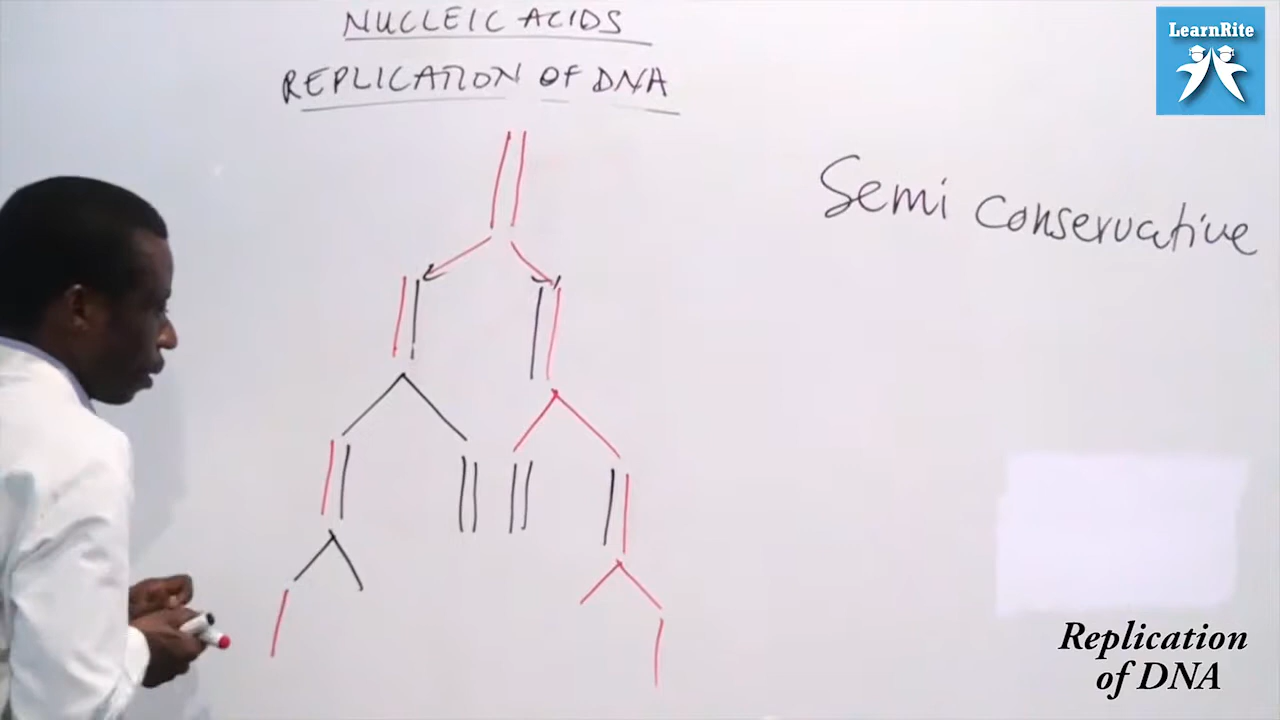 NUCLEIC ACIDS
REPLICATION OF DNA
LearnRite
Semi conservative
Replication
of DNA